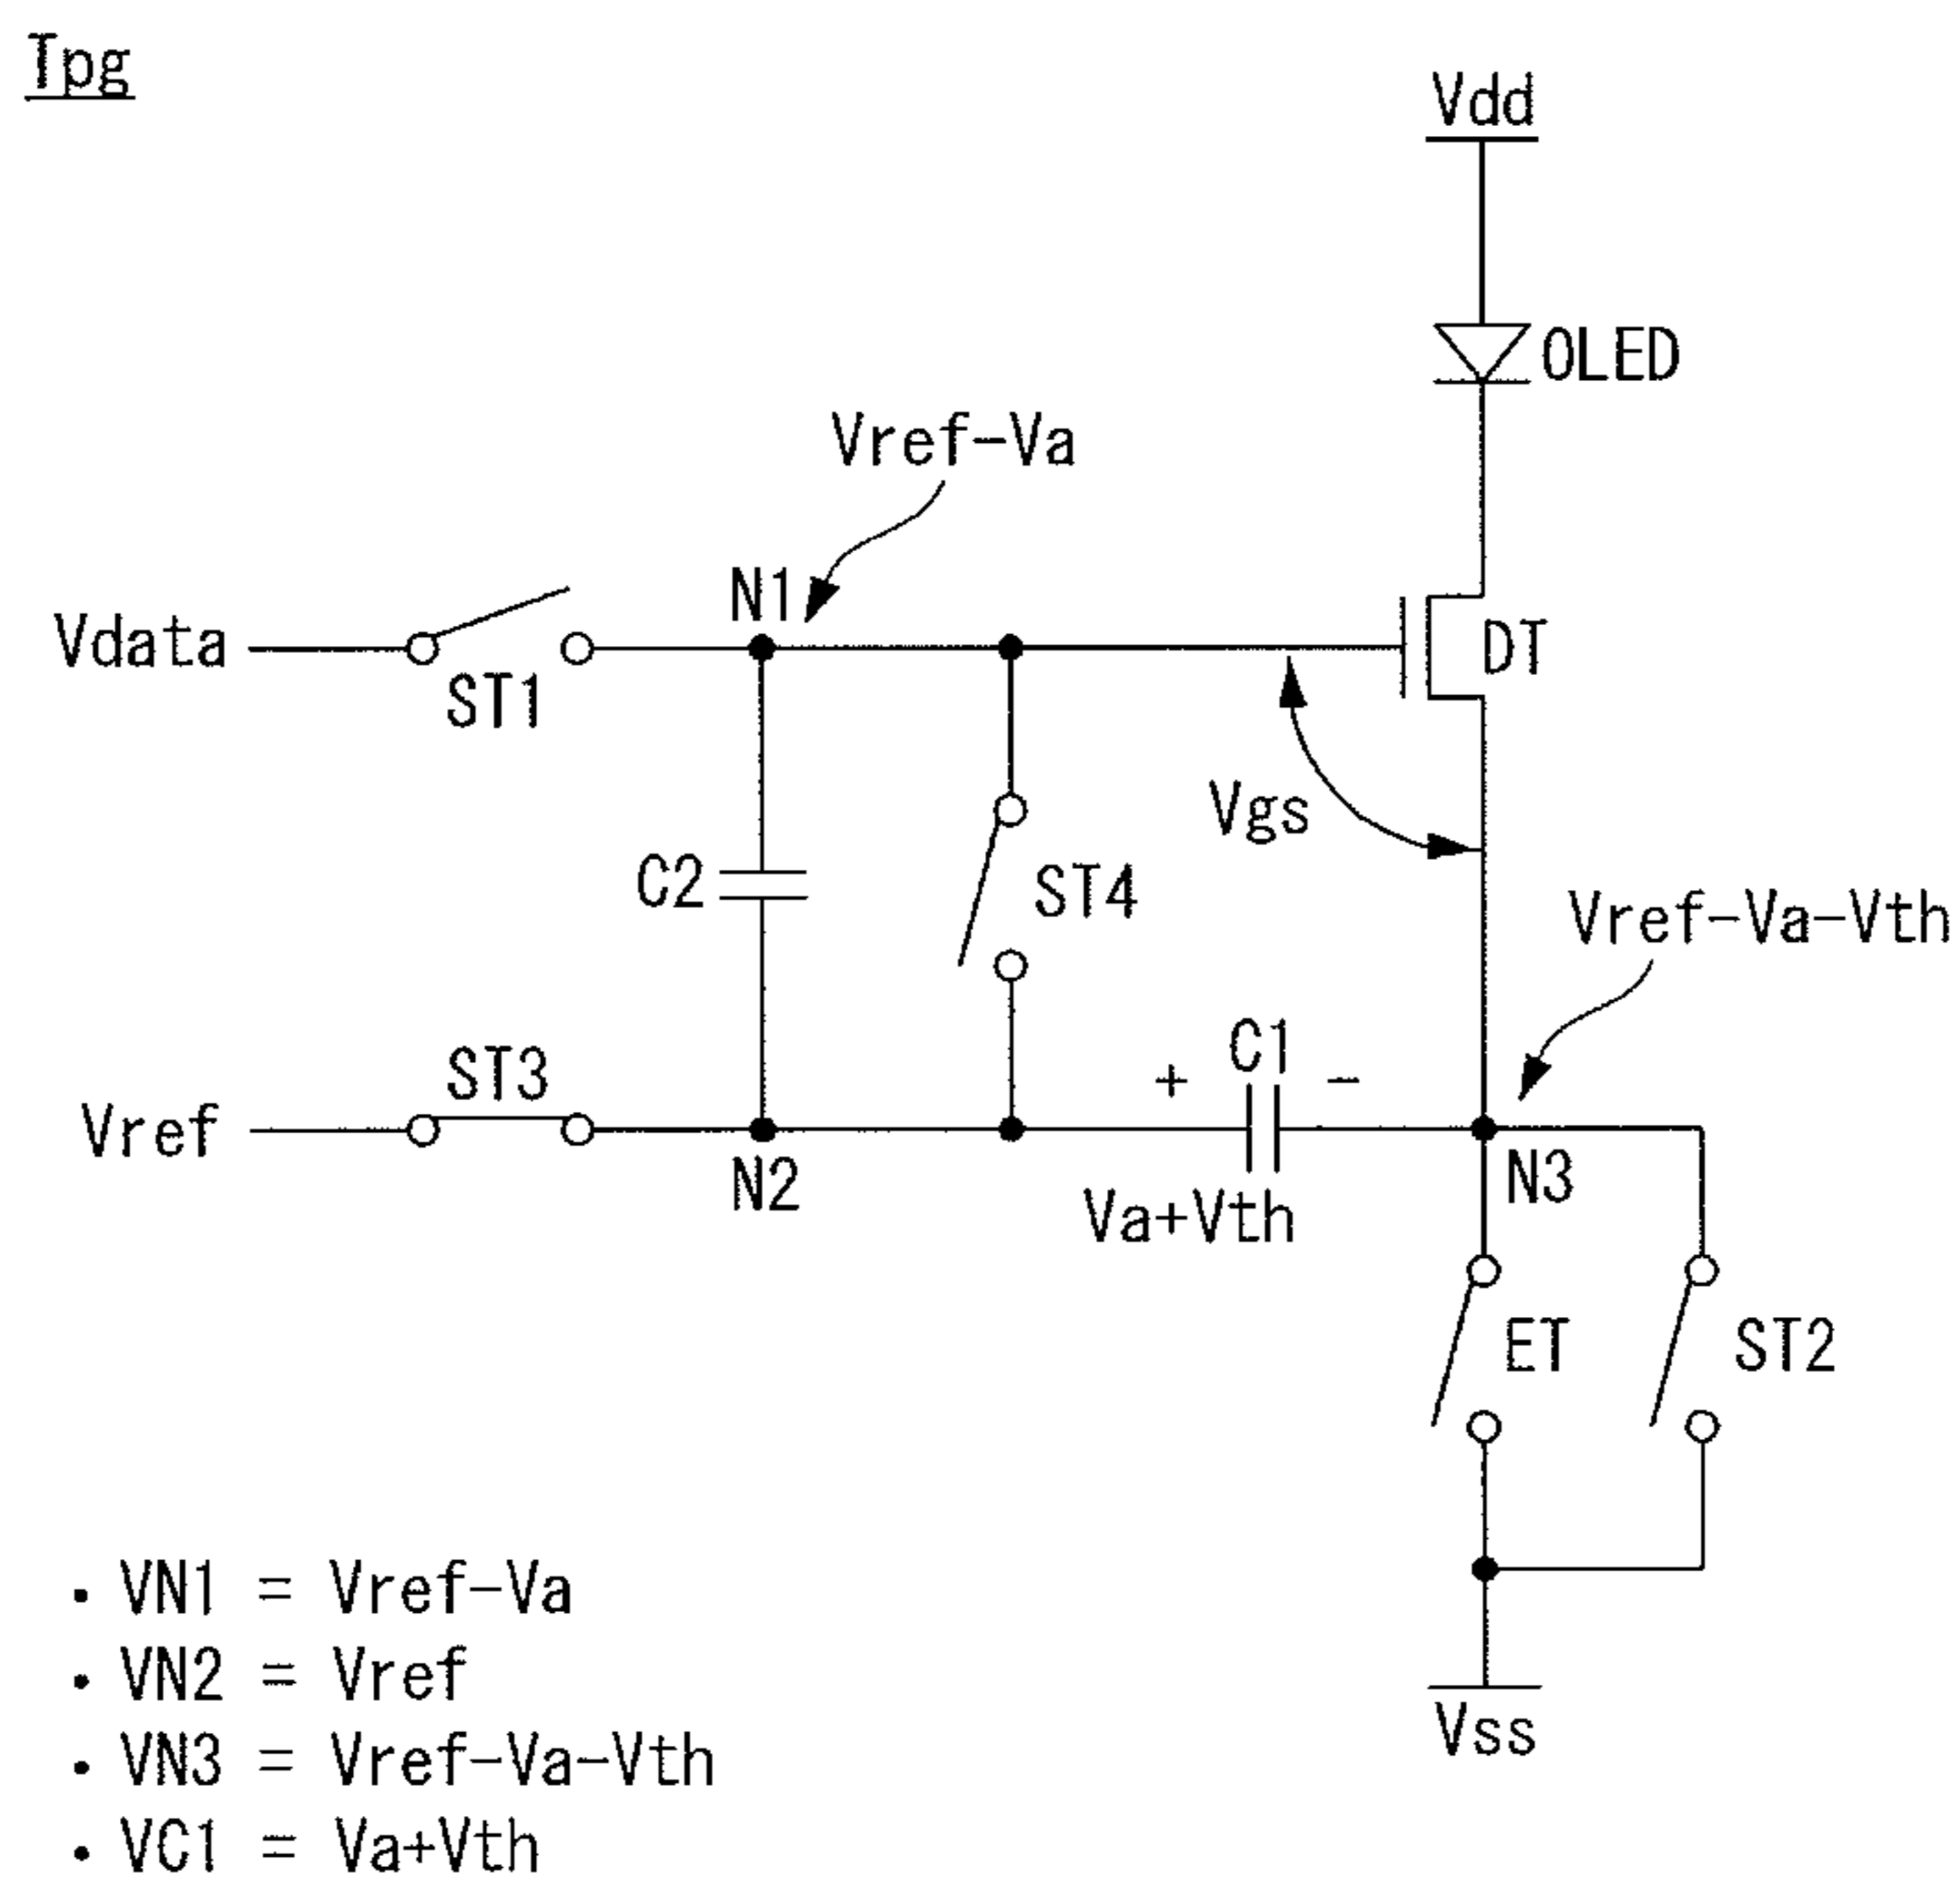 Tpg
Vdd
OLED
Vref-Va
N1
Vdata
ST1
DT
Vgs
C2
ST4
Vref-Va-Vth
ST3
C1
+ -
Vref
N2
N3
Va+Vth
ET
ST2
Vss
· VN1 = Vref-Va
· VN2 = Vref
· VN3 = Vref-Va-Vth
· VC1 = Va+Vth